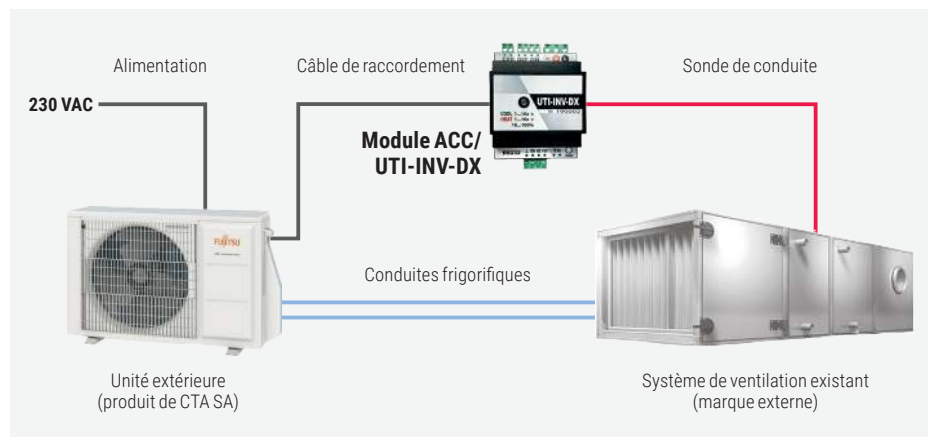 Alimentation
Câble de raccordement
Sonde de conduite
230 VAC
UTI-INV-DX
Module ACC/
UTI-INV-DX
FUJITSU
Conduites frigorifiques
Unité extérieure
(produit de CTA SA)
Système de ventilation existant
(marque externe)